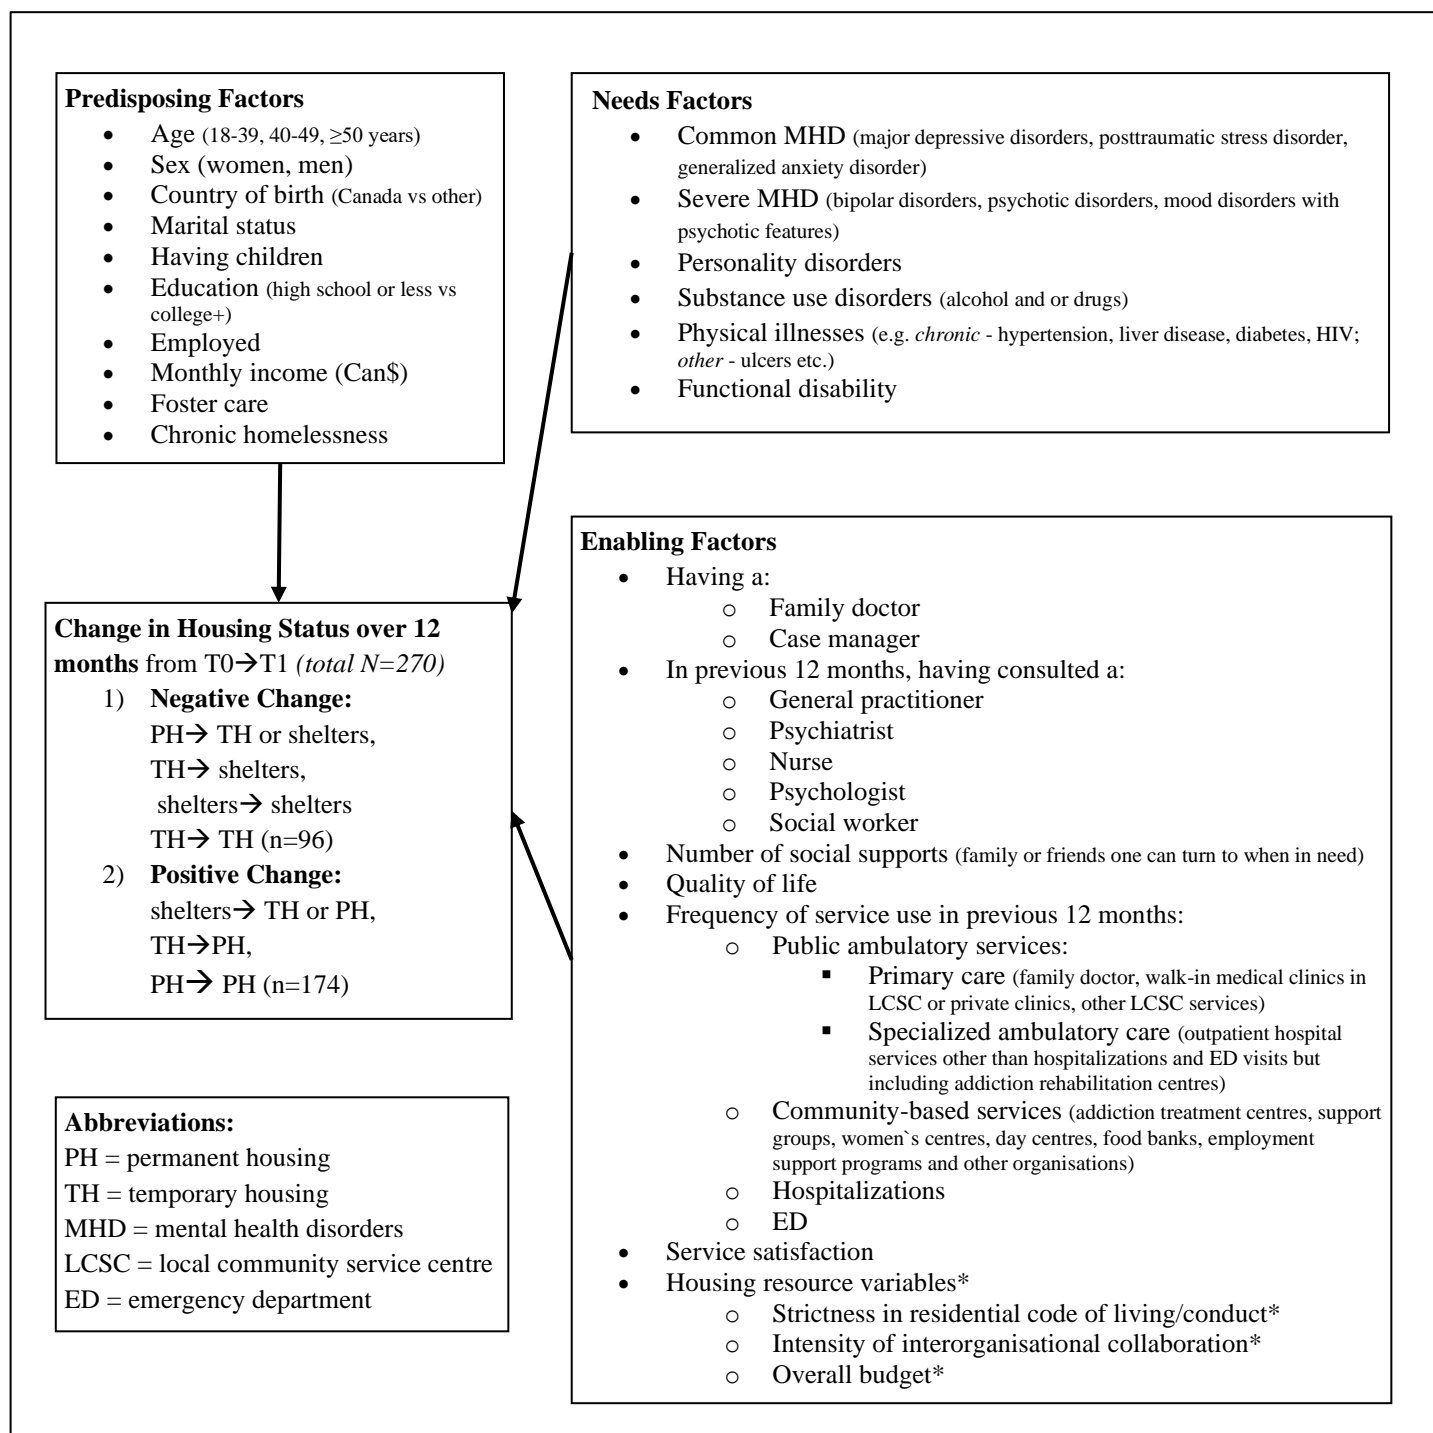 Predisposing Factors
• Age (18-39, 40-49, ≥50 years)
• Sex (women, men)
• Country of birth (Canada vs other)
• Marital status
• Having children
• Education (high school or less vs
college+)
• Employed
• Monthly income (Can$)
• Foster care
• Chronic homelessness
Needs Factors
• Common MHD (major depressive disorders, posttraumatic stress disorder,
generalized anxiety disorder)
• Severe MHD (bipolar disorders, psychotic disorders, mood disorders with
psychotic features)
• Personality disorders
• Substance use disorders (alcohol and or drugs)
• Physical illnesses (e.g. chronic - hypertension, liver disease, diabetes, HIV;
other - ulcers etc.)
• Functional disability
Change in Housing Status over 12
months from T0→T1 (total N=270)
1) Negative Change:
PH→ TH or shelters,
TH→ shelters,
shelters→ shelters
TH→ TH (n=96)
2) Positive Change:
shelters→ TH or PH,
TH→PH,
PH→ PH (n=174)
Enabling Factors
• Having a:
o Family doctor
o Case manager
• In previous 12 months, having consulted a:
o General practitioner
o Psychiatrist
o Nurse
o Psychologist
o Social worker
• Number of social supports (family or friends one can turn to when in need)
• Quality of life
• Frequency of service use in previous 12 months:
o Public ambulatory services:
▪ Primary care (family doctor, walk-in medical clinics in
LCSC or private clinics, other LCSC services)
▪ Specialized ambulatory care (outpatient hospital
services other than hospitalizations and ED visits but
including addiction rehabilitation centres)
o Community-based services (addiction treatment centres, support
groups, women`s centres, day centres, food banks, employment
support programs and other organisations)
o Hospitalizations
o ED
• Service satisfaction
• Housing resource variables*
o Strictness in residential code of living/conduct*
o Intensity of interorganisational collaboration*
o Overall budget*
Abbreviations:
PH = permanent housing
TH = temporary housing
MHD = mental health disorders
LCSC = local community service centre
ED = emergency department